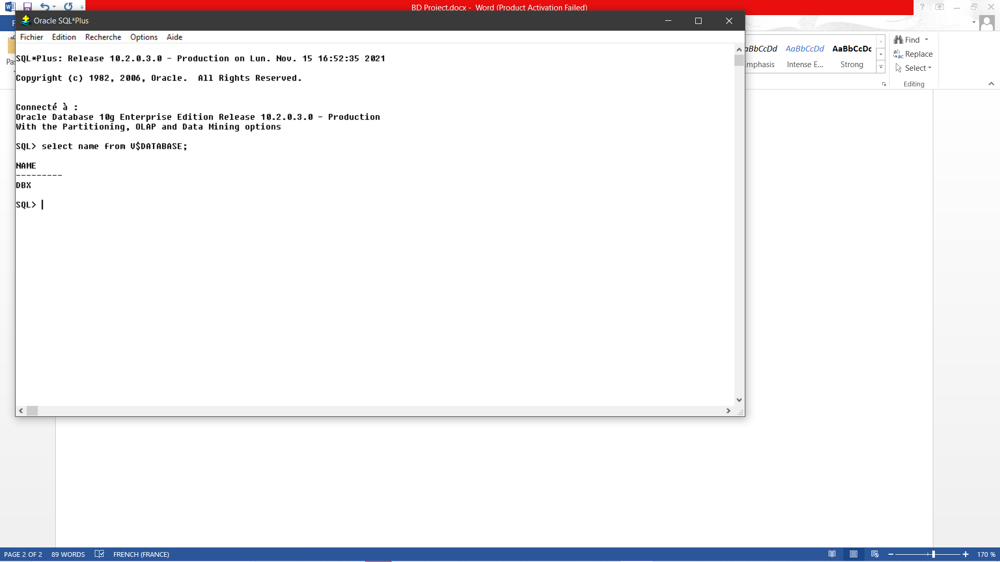 BD Project.docx - Word (Product Activation Failed)
Oracle SQL*Plus
Fichier Edition Recherche Options Aide
SQL*Plus: Release 10.2.0.3.0 - Production on Lun. Nov. 15 16:52:35 2021
Copyright (c) 1982, 2006, Oracle.  All Rights Reserved.
Connecté à :
Oracle Database 10g Enterprise Edition Release 10.2.0.3.0 - Production
With the Partitioning, OLAP and Data Mining options
SQL> select name from V$DATABASE;
NAME
---------
DBX
SQL>
AaBbCcDd AaBbCcDc
Intense E... Strong
Find
Replace
Select
Editing
PAGE 2 OF 2 89 WORDS FRENCH (FRANCE) 170 %